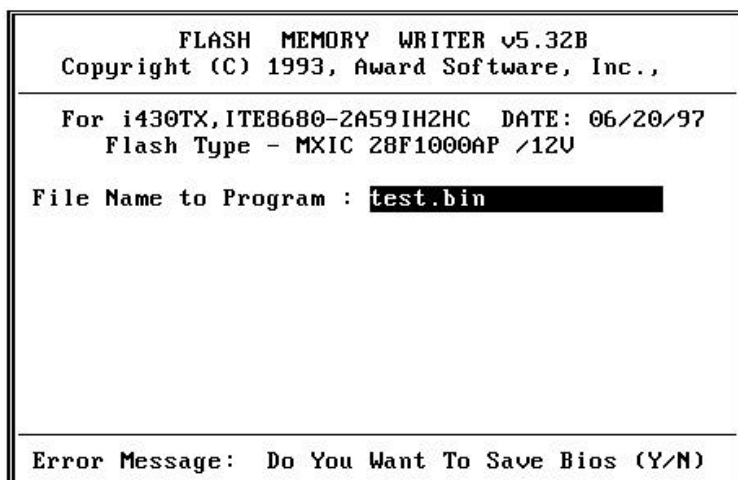 FLASH MEMORY WRITER v5.32B
Copyright (C) 1993, Award Software, Inc.,
For i430TX,ITE8680-2A59IH2HC DATE: 06/20/97
Flash Type - MXIC 28F1000AP /12V
File Name to Program : test.bin
Error Message: Do You Want To Save Bios (Y/N)